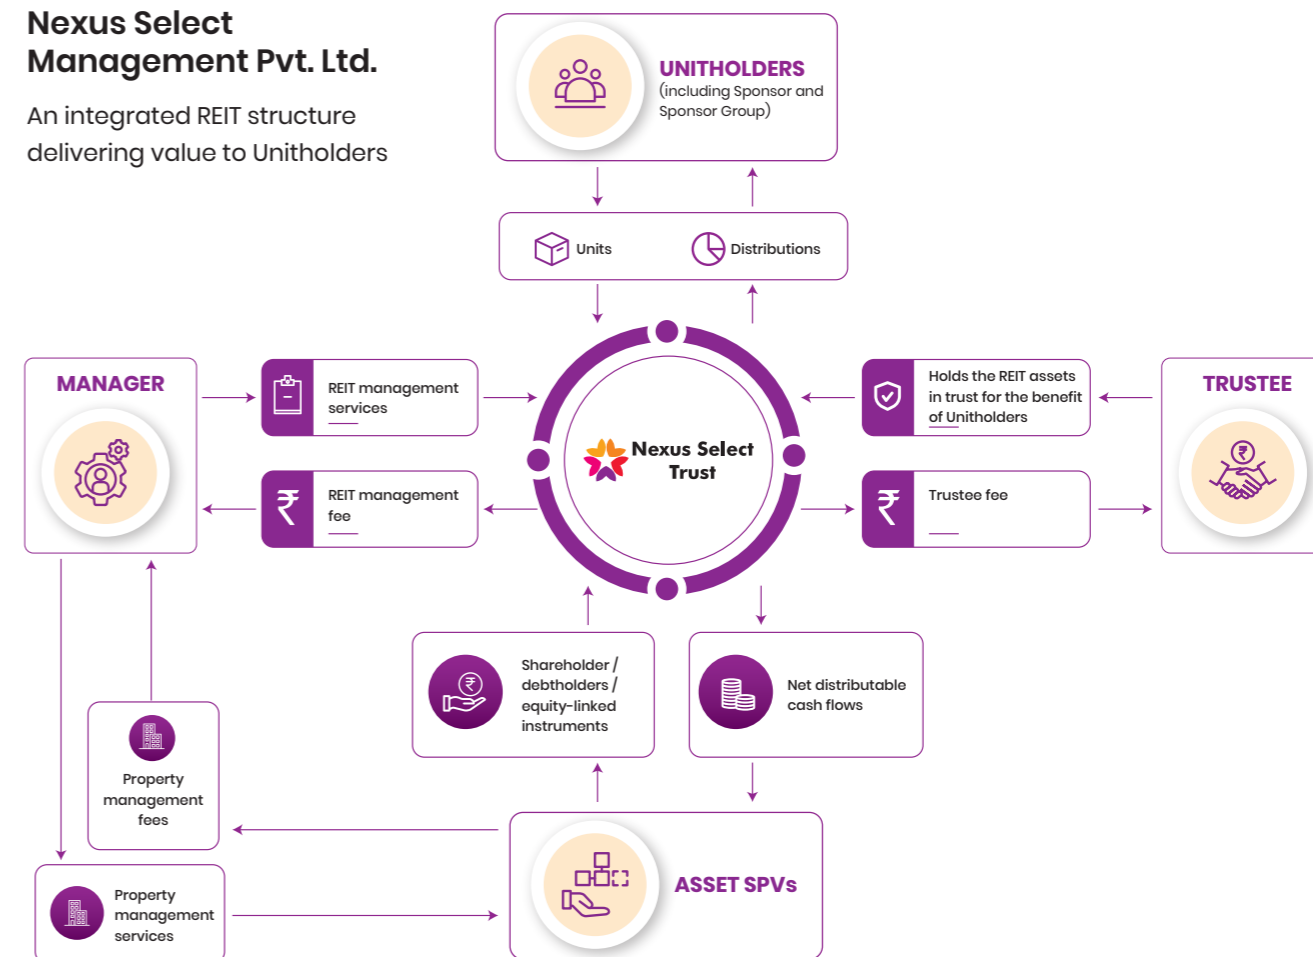 Nexus Select
Management Pvt. Ltd.
An integrated REIT structure
delivering value to Unitholders
UNITHOLDERS
(including Sponsor and
Sponsor Group)
Units
Distributions
MANAGER
REIT management
services
REIT management
fee
Nexus Select
Trust
Holds the REIT assets
in trust for the benefit
of Unitholders
Trustee fee
TRUSTEE
Shareholder /
debtholders /
equity-linked
instruments
Net distributable
cash flows
Property
management
fees
Property
management
services
ASSET SPVs